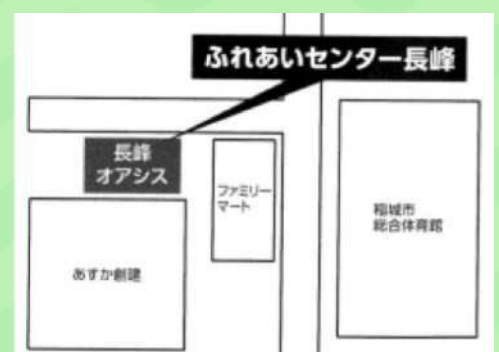 ふれあいセンター長峰
長峰
オアシス
ファミリー
マート
稲城市
総合体育館
あすか創建